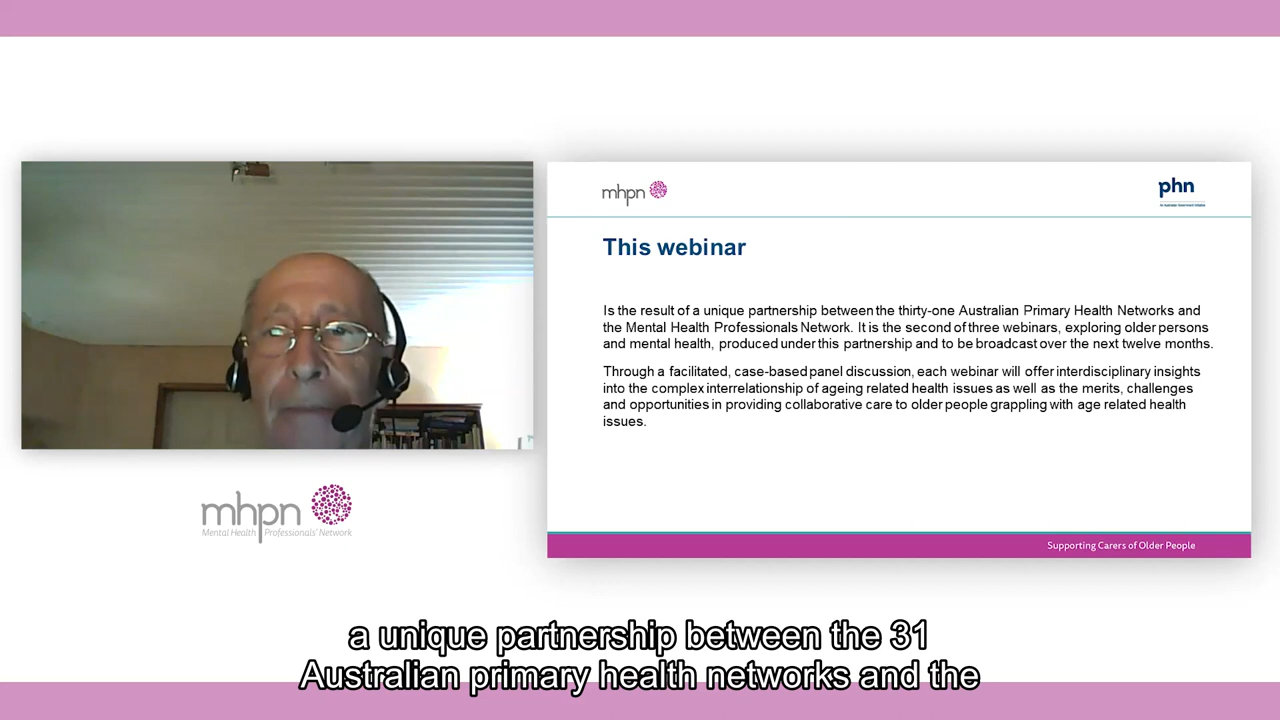 mhpn
phn
An Australian Government Initiative
This webinar
Is the result of a unique partnership between the thirty-one Australian Primary Health Networks and
the Mental Health Professionals Network. It is the second of three webinars, exploring older persons
and mental health, produced under this partnership and to be broadcast over the next twelve months.
Through a facilitated, case-based panel discussion, each webinar will offer interdisciplinary insights
into the complex interrelationship of ageing related health issues as well as the merits, challenges
and opportunities in providing collaborative care to older people grappling with age related health
issues.
mhpn
Mental Health Professionals' Network
Supporting Carers of Older People
a unique partnership between the 31
Australian primary health networks and the